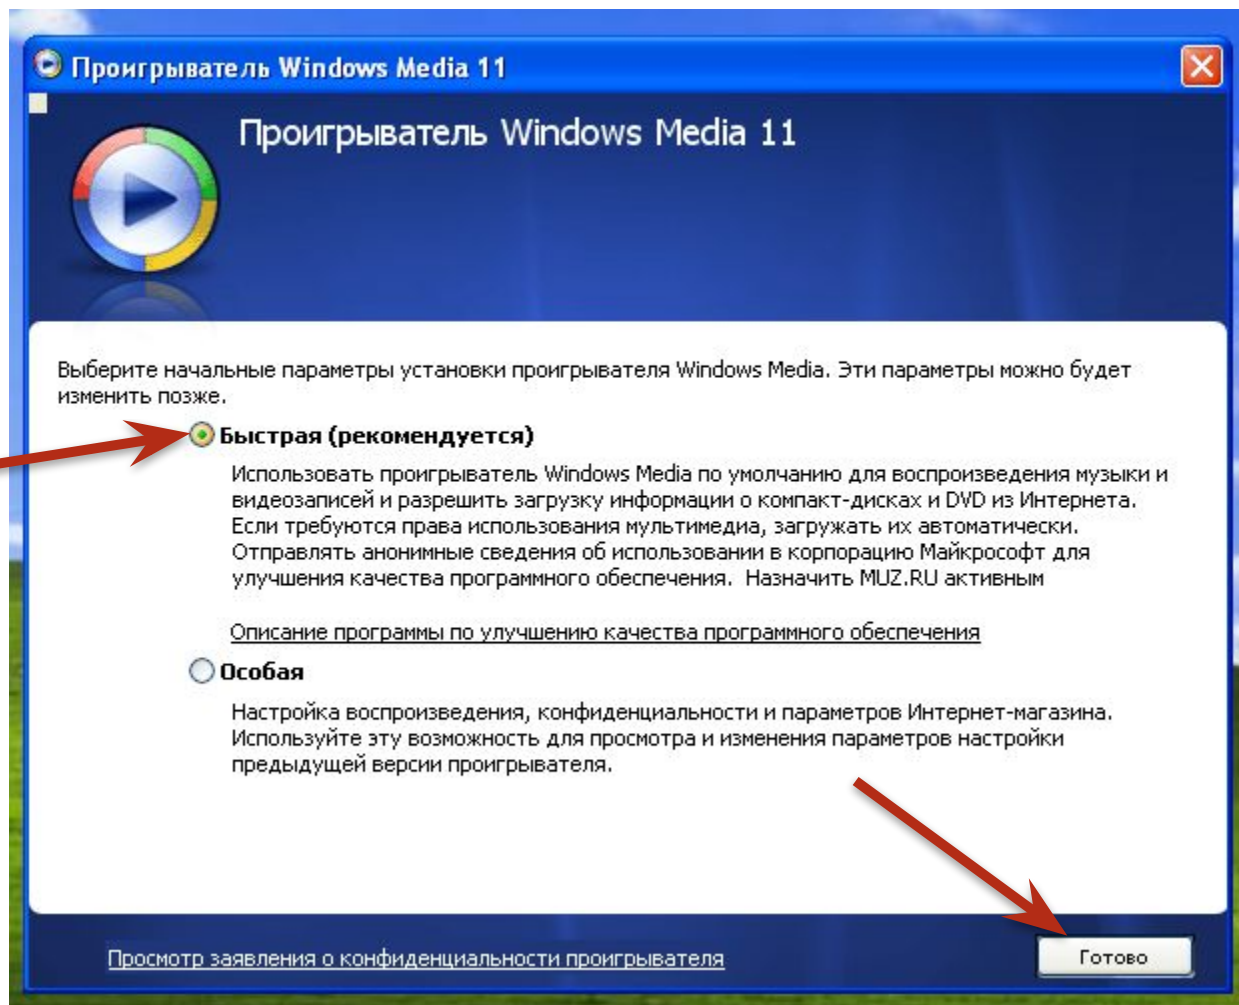 Проигрыватель Windows Media 11
Проигрыватель Windows Media 11
Выберите начальные параметры установки проигрывателя Windows Media. Эти параметры можно будет
изменить позже.
Быстрая (рекомендуется)
Использовать проигрыватель Windows Media по умолчанию для воспроизведения музыки и
видеозаписей и разрешить загрузку информации о компакт-дисках и DVD из Интернета.
Если требуются права использования мультимедиа, загружать их автоматически.
Отправлять анонимные сведения об использовании в корпорацию Майкрософт для
улучшения качества программного обеспечения. Назначить MUZ.RU активным
Описание программы по улучшению качества программного обеспечения
Особая
Настройка воспроизведения, конфиденциальности и параметров Интернет-магазина.
Используйте эту возможность для просмотра и изменения параметров настройки
предыдущей версии проигрывателя.
Просмотр заявления о конфиденциальности проигрывателя
Готово